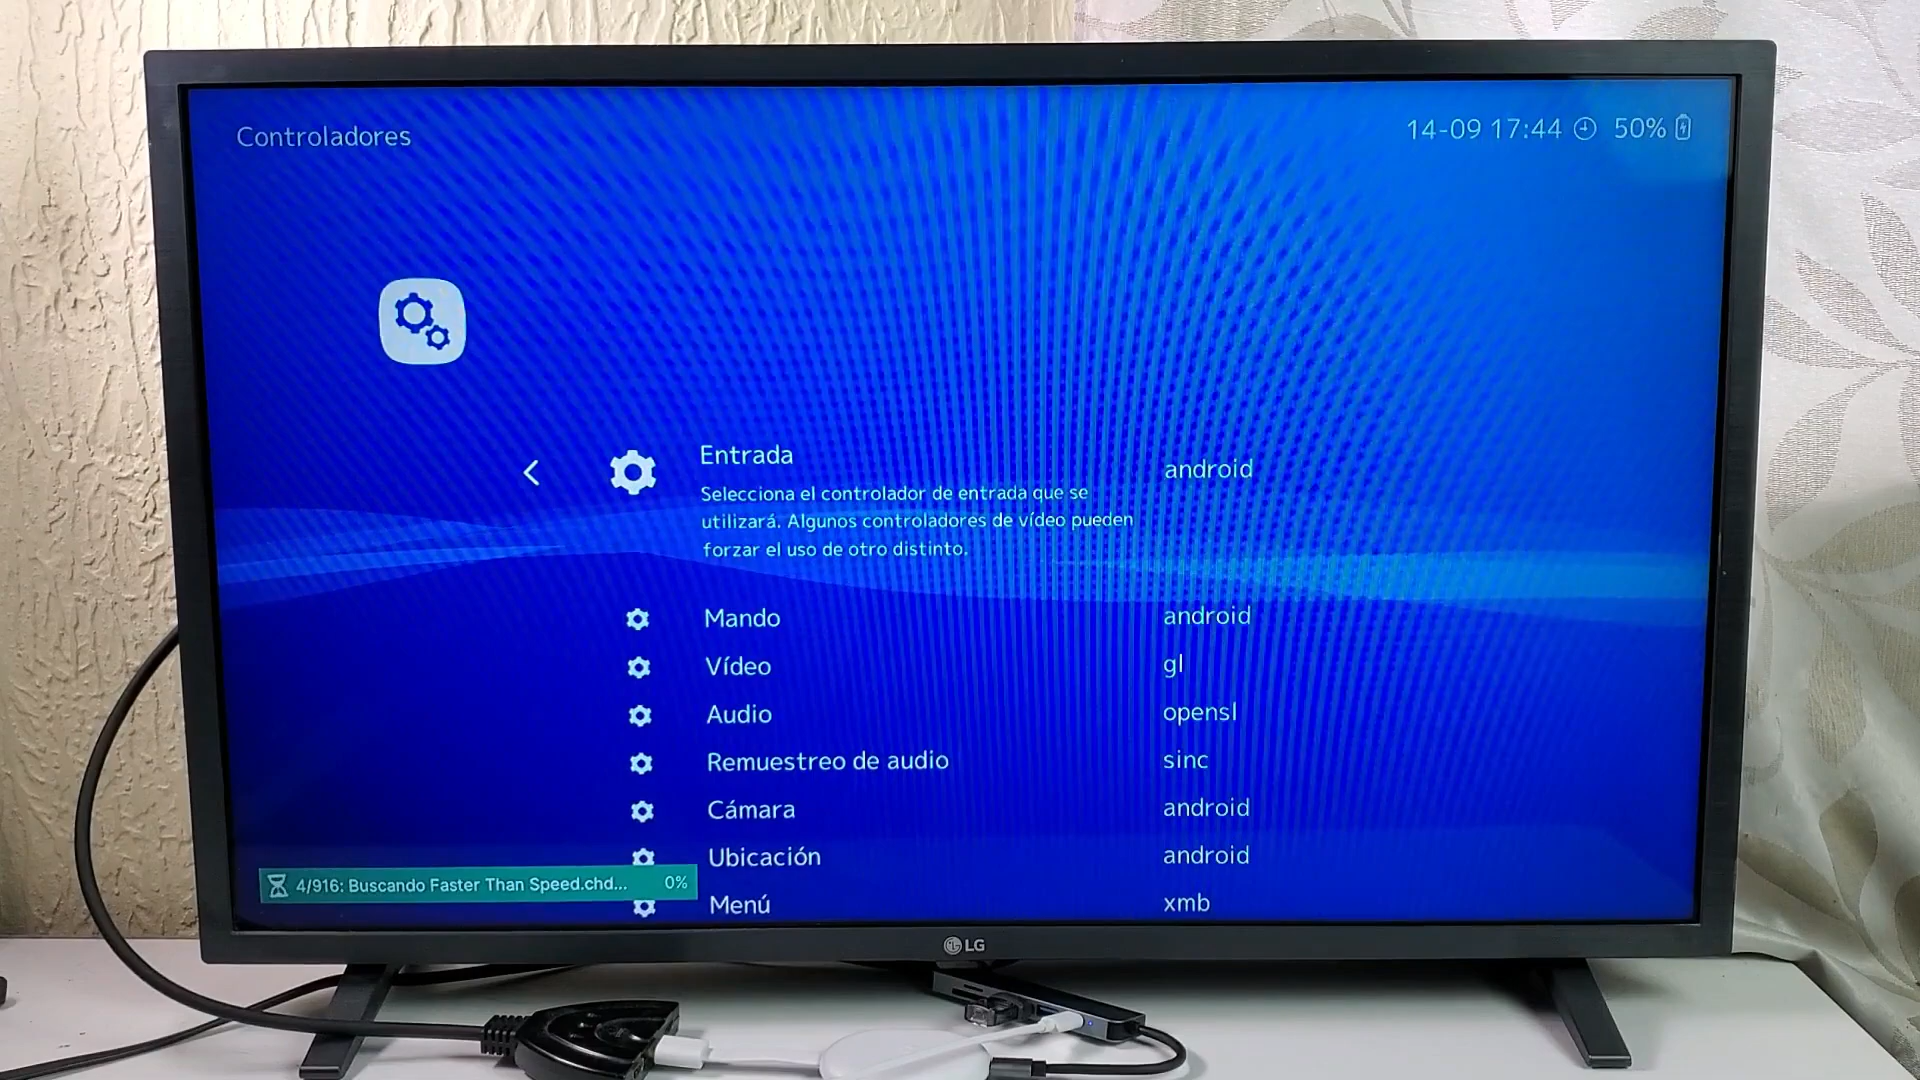 Controladores
14-09 17:44 50%
Entrada
android
Selecciona el controlador de entrada que se
utilizará. Algunos controladores de vídeo pueden
forzar el uso de otro distinto.
Mando android
Vídeo gl
Audio opensl
Remuestreo de audio sinc
Cámara android
Ubicación android
4/916: Buscando Faster Than Speed.chd... 0%
Menú xmb
LG